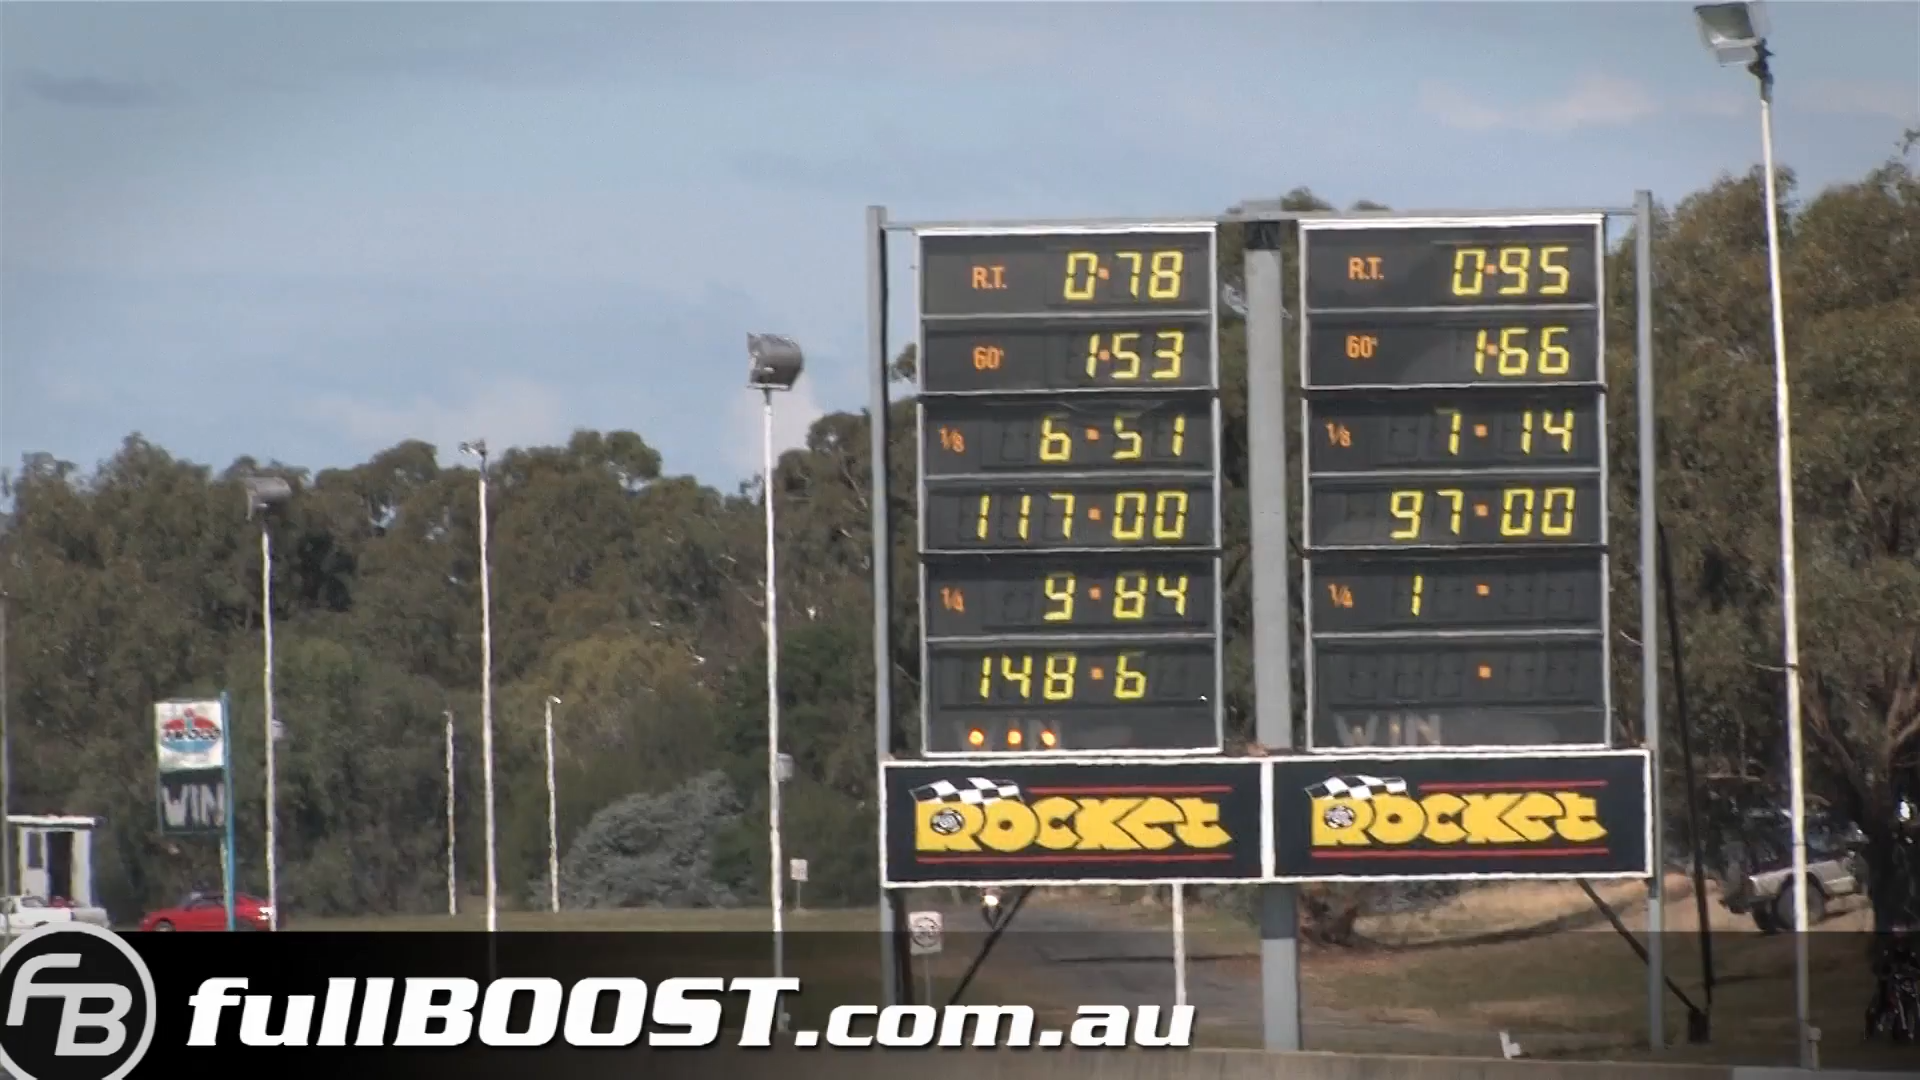 R.T. 0.78
60' 1.53
1/8 6.51
117.00
1/4 9.84
148.6
WIN
R.T. 0.95
60' 1.66
1/8 7.14
97.00
1/4 1.
WIN
ROCKET
ROCKET
AMOCO
WIN
FB
fullBOOST.com.au